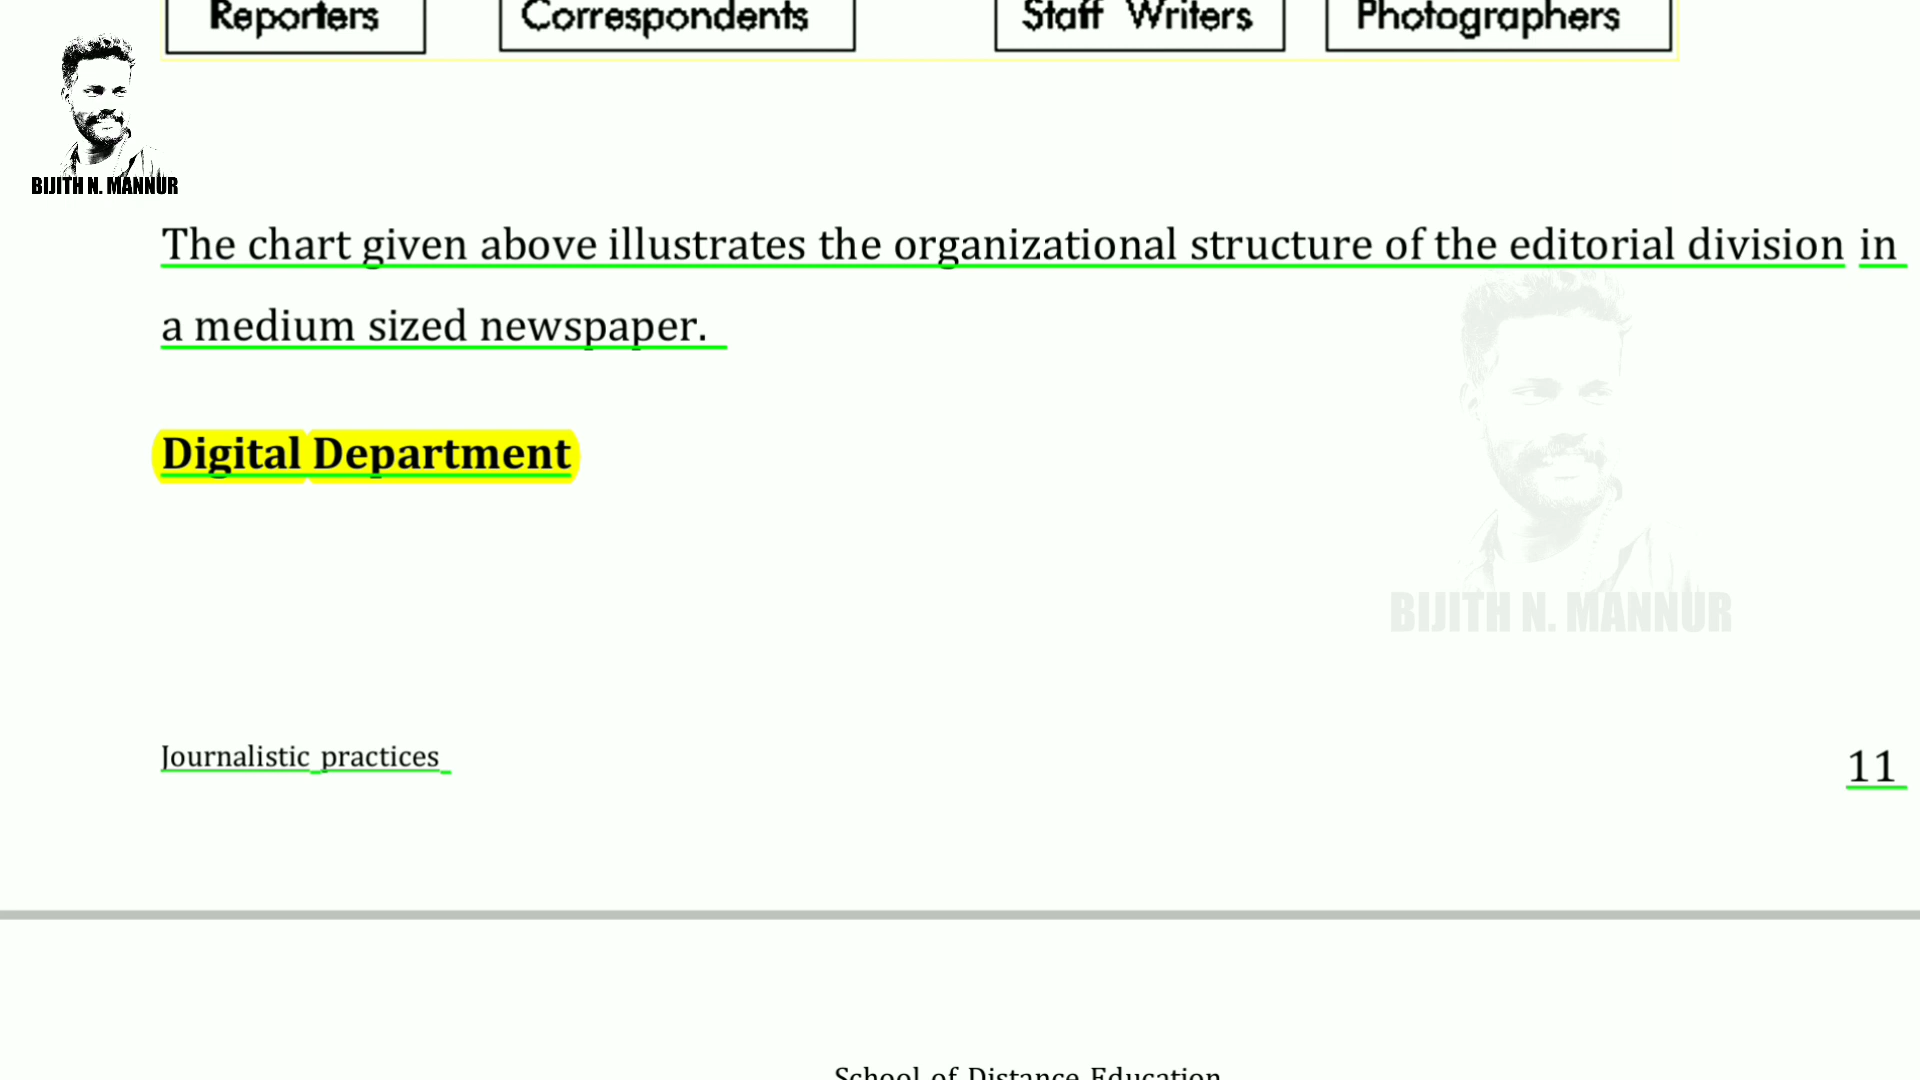 Reporters Correspondents Staff Writers Photographers
BIJITH N. MANNUR
The chart given above illustrates the organizational structure of the editorial division in
a medium sized newspaper.
Digital Department
BIJITH N. MANNUR
Journalistic practices
11
School of Distance Education